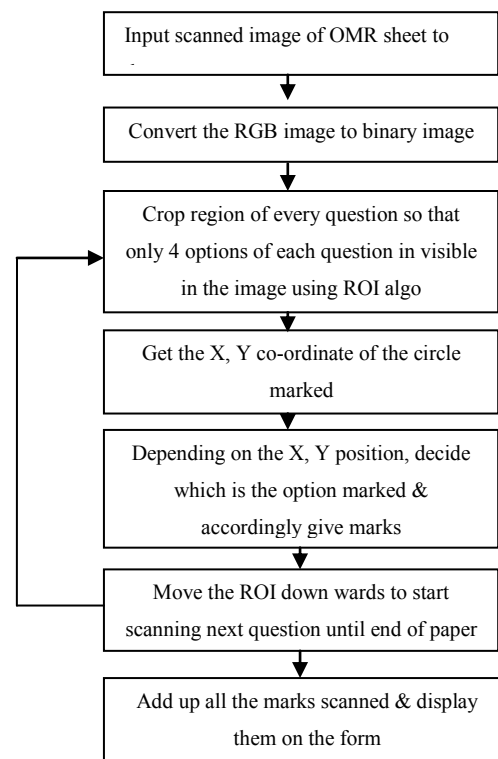 Input scanned image of OMR sheet to
Convert the RGB image to binary image
Crop region of every question so that
only 4 options of each question in visible
in the image using ROI algo
Get the X, Y co-ordinate of the circle
marked
Depending on the X, Y position, decide
which is the option marked &
accordingly give marks
Move the ROI down wards to start
scanning next question until end of paper
Add up all the marks scanned & display
them on the form